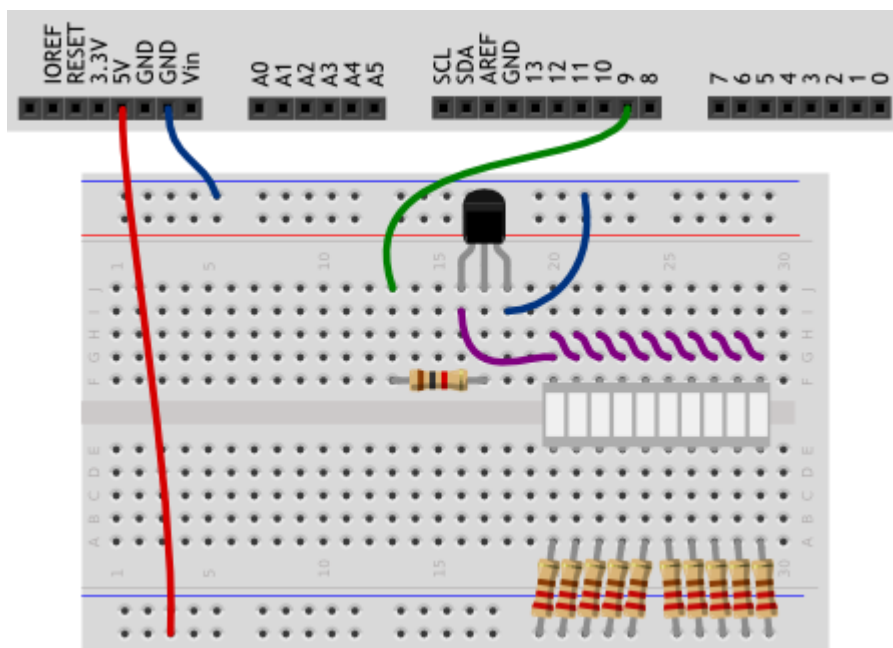 IOREF
RESET
3.3V
5V
GND
GND
Vin
A0
A1
A2
A3
A4
A5
SCL
SDA
AREF
GND
13
12
11
10
9
8
7
6
5
4
3
2
1
0
1 5 10 15 20 25 30
J J
I I
H H
G G
F F
E E
D D
C C
B B
A A
1 5 10 15 30